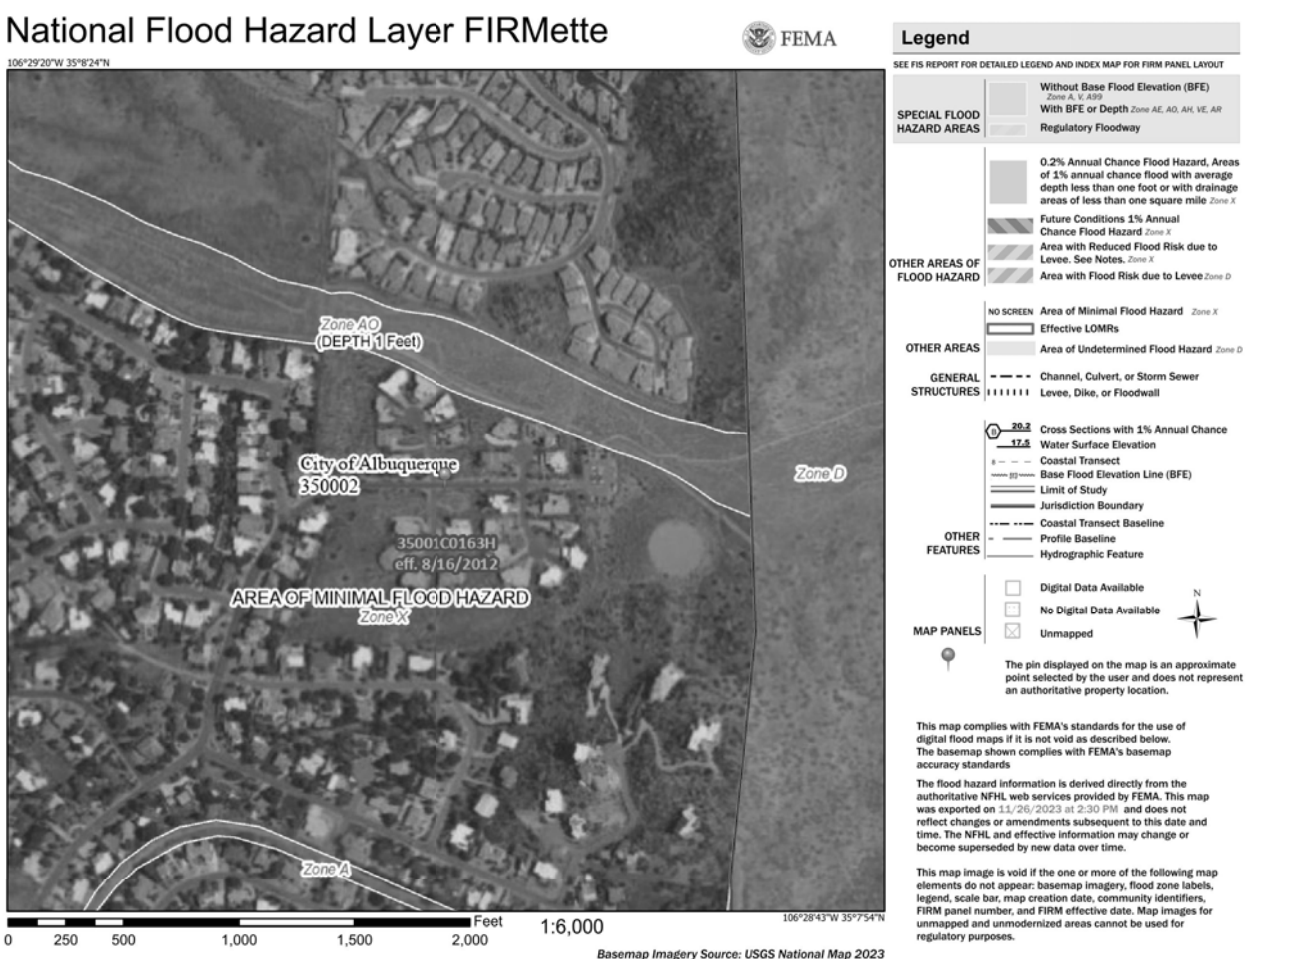 National Flood Hazard Layer FIRMette
FEMA
106°29'20"W 35°8'24"N
Zone AO
(DEPTH 1 Feet)
City of Albuquerque
350002
35001C0163H
eff. 8/16/2012
AREA OF MINIMAL FLOOD HAZARD
Zone X
Zone D
Zone A
106°28'43"W 35°7'54"N
0 250 500 1,000 1,500 2,000
Feet
1:6,000
Basemap Imagery Source: USGS National Map 2023
Legend
SEE FIS REPORT FOR DETAILED LEGEND AND INDEX MAP FOR FIRM PANEL LAYOUT
SPECIAL FLOOD
HAZARD AREAS
Without Base Flood Elevation (BFE)
Zone A, V, A99
With BFE or Depth Zone AE, AO, AH, VE, AR
Regulatory Floodway
OTHER AREAS OF
FLOOD HAZARD
0.2% Annual Chance Flood Hazard, Areas
of 1% annual chance flood with average
depth less than one foot or with drainage
areas of less than one square mile Zone X
Future Conditions 1% Annual
Chance Flood Hazard Zone X
Area with Reduced Flood Risk due to
Levee. See Notes. Zone X
Area with Flood Risk due to Levee Zone D
OTHER AREAS
NO SCREEN Area of Minimal Flood Hazard Zone X
Effective LOMRs
Area of Undetermined Flood Hazard Zone D
GENERAL
STRUCTURES
Channel, Culvert, or Storm Sewer
Levee, Dike, or Floodwall
OTHER
FEATURES
B 20.2 Cross Sections with 1% Annual Chance
17.5 Water Surface Elevation
8 Coastal Transect
513 Base Flood Elevation Line (BFE)
Limit of Study
Jurisdiction Boundary
Coastal Transect Baseline
Profile Baseline
Hydrographic Feature
MAP PANELS
Digital Data Available
No Digital Data Available
Unmapped
N
The pin displayed on the map is an approximate
point selected by the user and does not represent
an authoritative property location.
This map complies with FEMA's standards for the use of
digital flood maps if it is not void as described below.
The basemap shown complies with FEMA's basemap
accuracy standards
The flood hazard information is derived directly from the
authoritative NFHL web services provided by FEMA. This map
was exported on 11/26/2023 at 2:30 PM and does not
reflect changes or amendments subsequent to this date and
time. The NFHL and effective information may change or
become superseded by new data over time.
This map image is void if the one or more of the following map
elements do not appear: basemap imagery, flood zone labels,
legend, scale bar, map creation date, community identifiers,
FIRM panel number, and FIRM effective date. Map images for
unmapped and unmodernized areas cannot be used for
regulatory purposes.